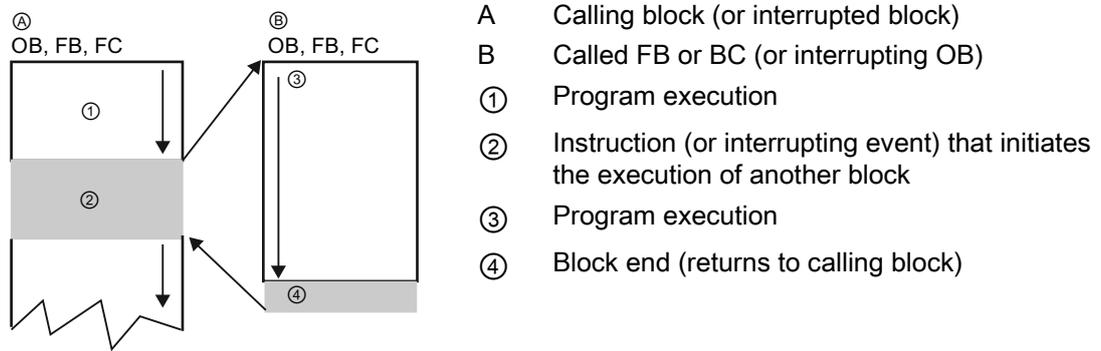 Ⓐ
OB, FB, FC
①
②
Ⓑ
OB, FB, FC
③
④
A Calling block (or interrupted block)
B Called FB or BC (or interrupting OB)
① Program execution
② Instruction (or interrupting event) that initiates
the execution of another block
③ Program execution
④ Block end (returns to calling block)